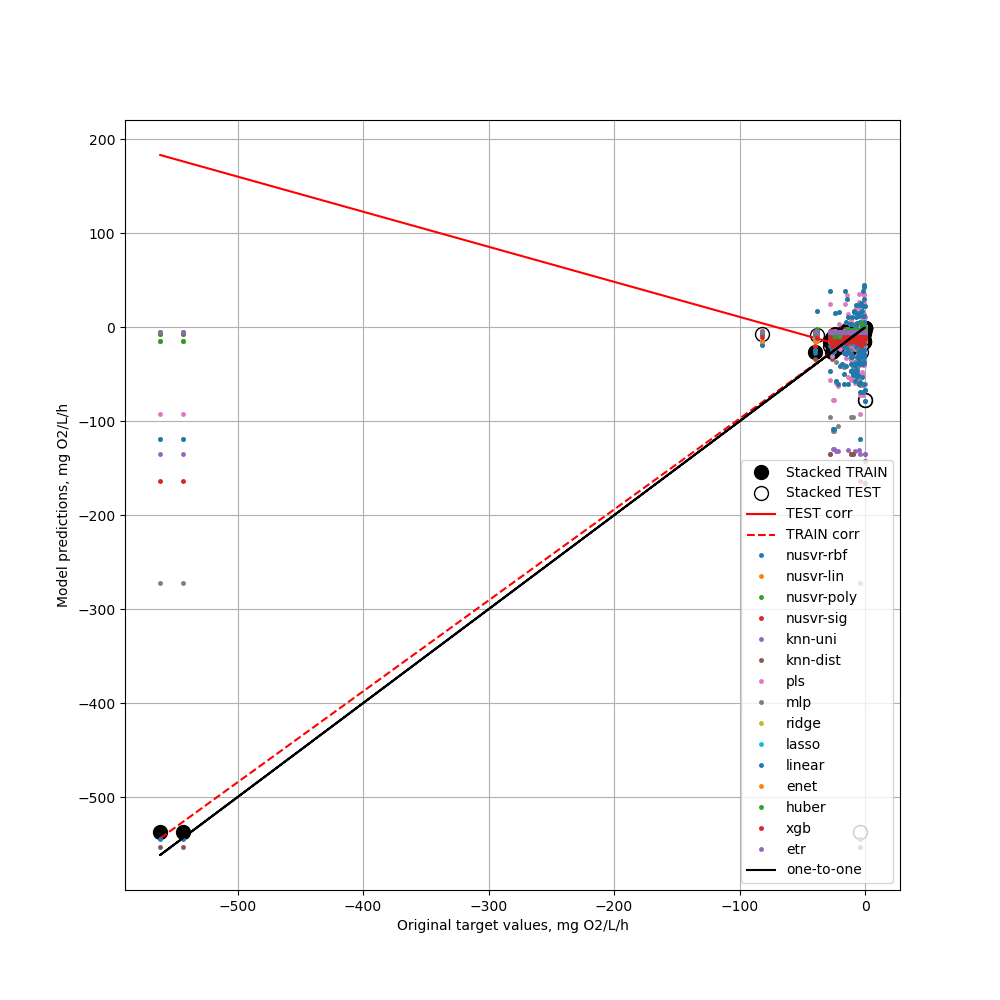 200
100
0
−100
−200
−300
−400
−500
Model predictions, mg O2/L/h
−500
−400
−300
−200
−100
0
Original target values, mg O2/L/h
Stacked TRAIN
Stacked TEST
TEST corr
TRAIN corr
nusvr-rbf
nusvr-lin
nusvr-poly
nusvr-sig
knn-uni
knn-dist
pls
mlp
ridge
lasso
linear
enet
huber
xgb
etr
one-to-one